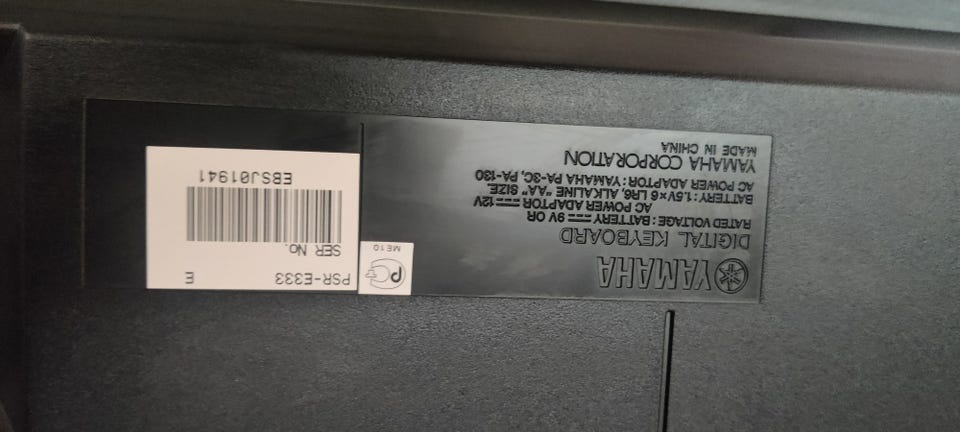 YAMAHA
DIGITAL KEYBOARD
RATED VOLTAGE : BATTERY 9V OR
AC POWER ADAPTOR 12V
BATTERY : 1.5V×6 LR6, ALKALINE "AA" SIZE.
AC POWER ADAPTOR : YAMAHA PA-3C, PA-130
YAMAHA CORPORATION
MADE IN CHINA
PSR-E333 E
SER No.
EBSJ01941
PC
ME10